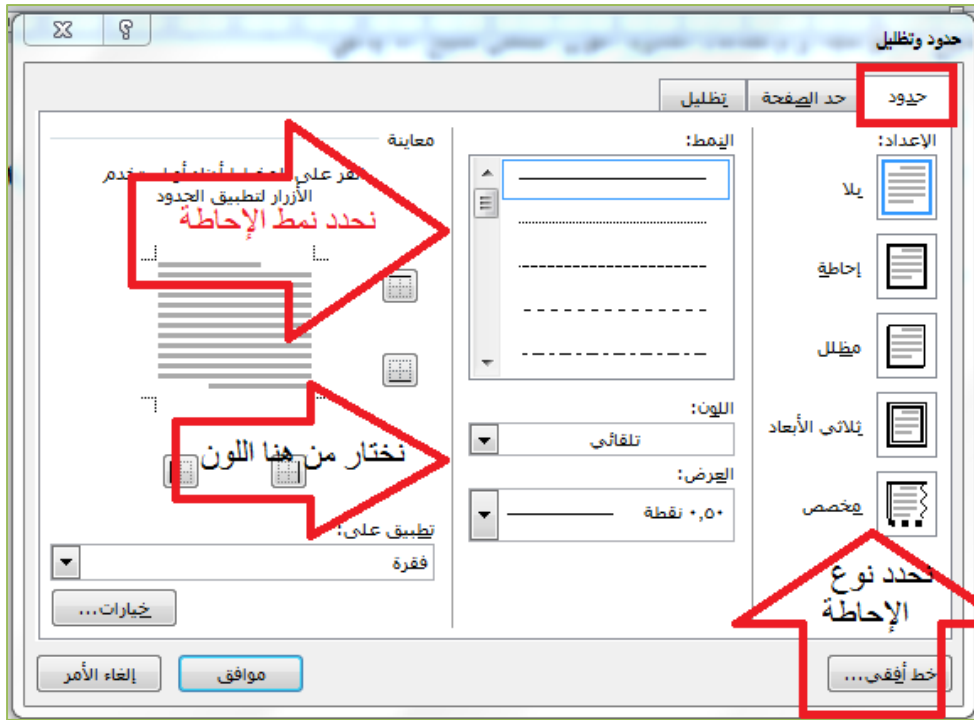 حدود وتظليل
حدود
حد الصفحة
تظليل
الإعداد:
بلا
إحاطة
مظلل
ثلاثي الأبعاد
مخصص
نحدد نوع
الإحاطة
خط أفقي...
النمط:
اللون:
تلقائي
العرض:
٠,٥٠ نقطة
معاينة
الأزرار لتطبيق الحدود
نحدد نمط الإحاطة
نختار من هنا اللون
تطبيق على:
فقرة
خيارات...
موافق
إلغاء الأمر